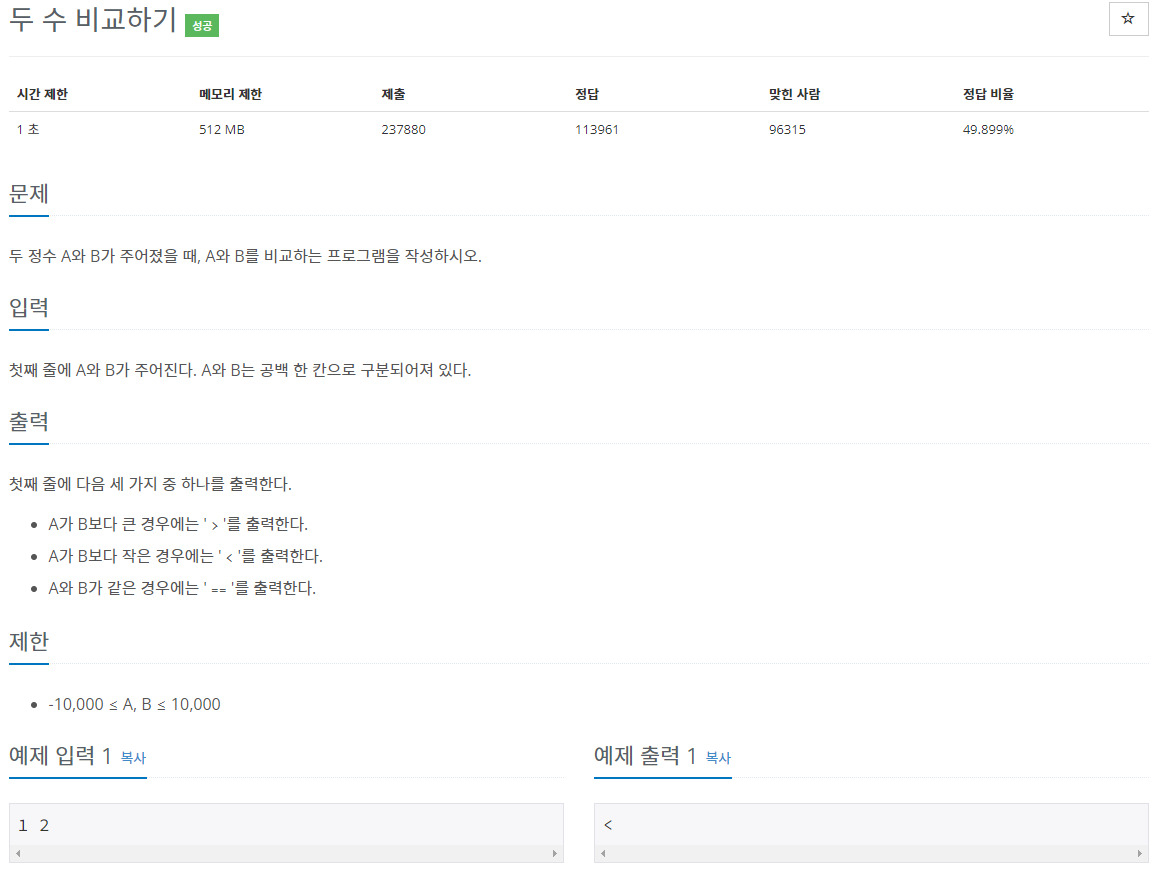 두 수 비교하기 성공
☆
시간 제한 메모리 제한 제출 정답 맞힌 사람 정답 비율
1 초 512 MB 237880 113961 96315 49.899%
문제
두 정수 A와 B가 주어졌을 때, A와 B를 비교하는 프로그램을 작성하시오.
입력
첫째 줄에 A와 B가 주어진다. A와 B는 공백 한 칸으로 구분되어져 있다.
출력
첫째 줄에 다음 세 가지 중 하나를 출력한다.
• A가 B보다 큰 경우에는 ' > '를 출력한다.
• A가 B보다 작은 경우에는 ' < '를 출력한다.
• A와 B가 같은 경우에는 ' == '를 출력한다.
제한
• -10,000 ≤ A, B ≤ 10,000
예제 입력 1 복사
1 2
예제 출력 1 복사
<